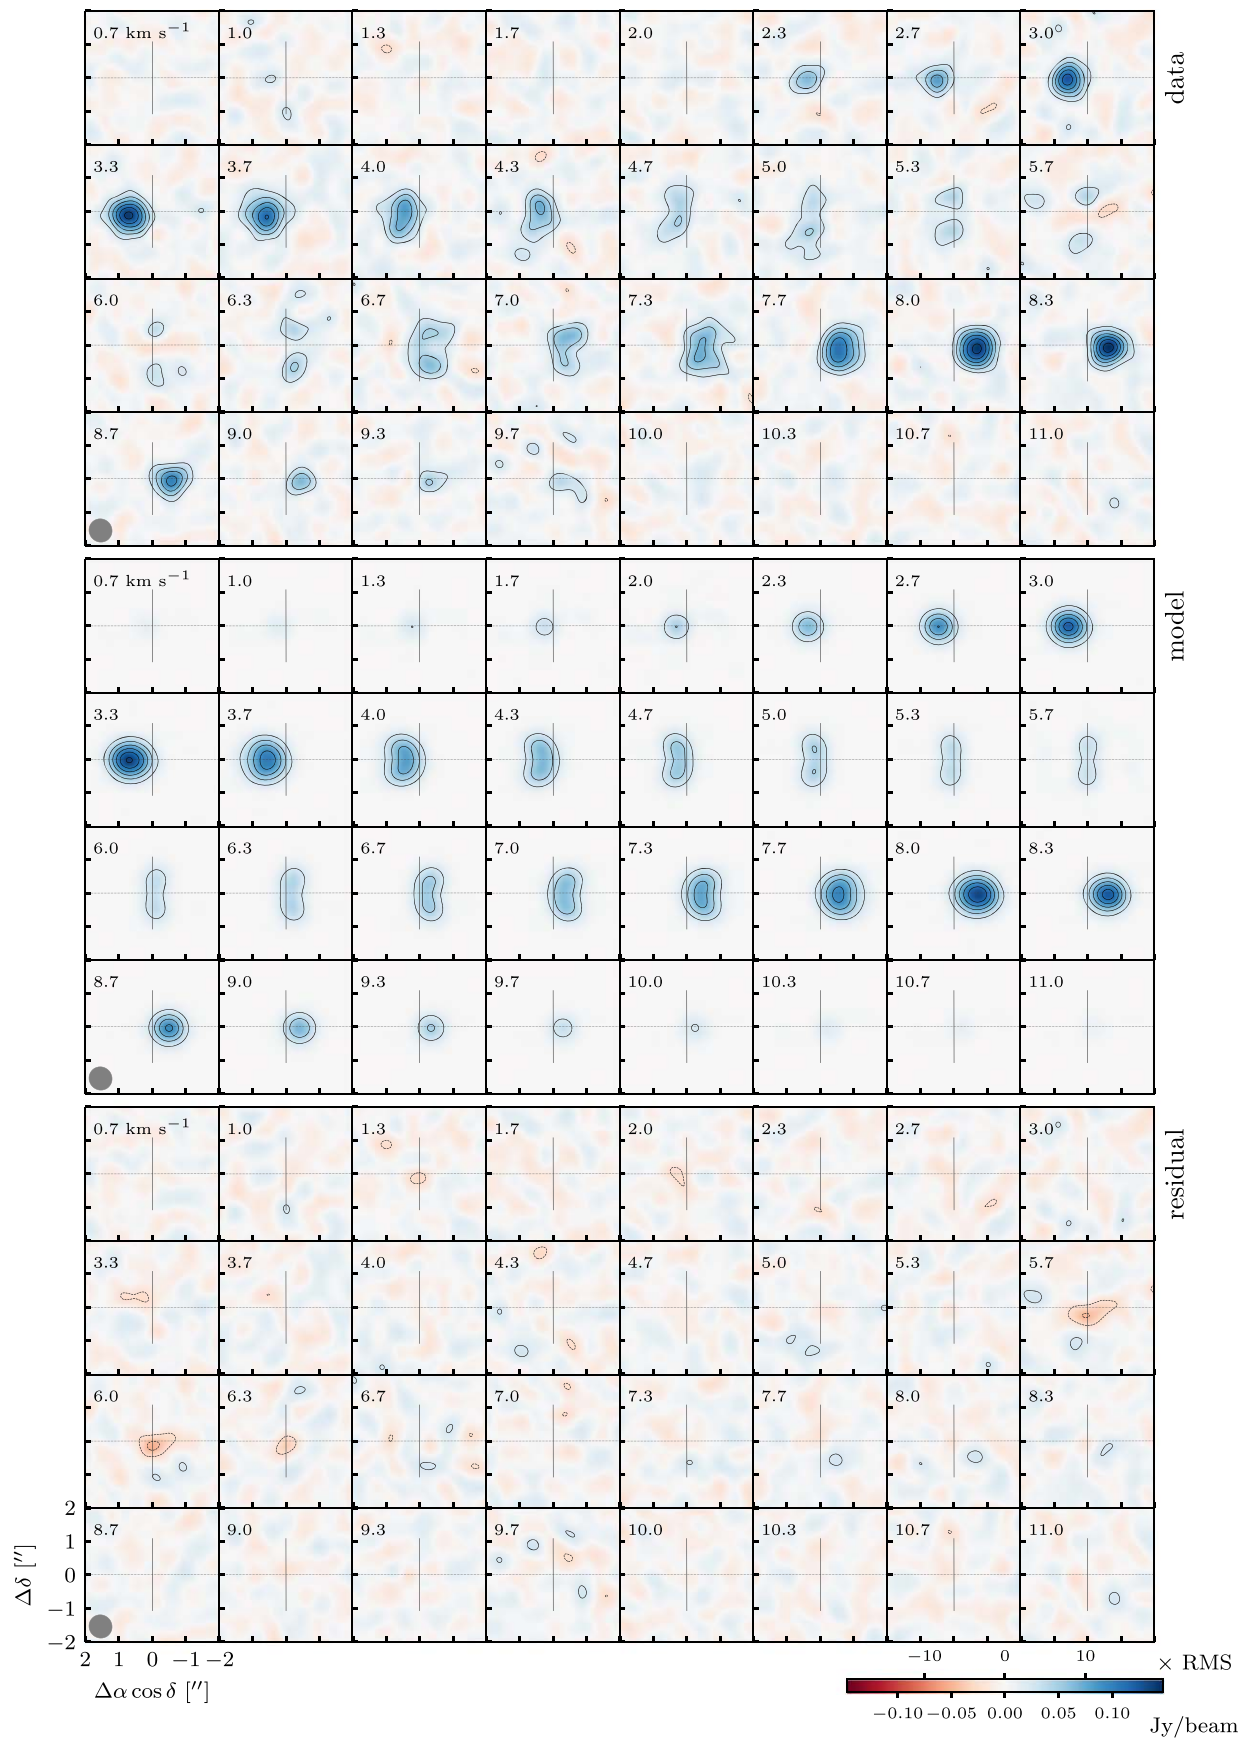 0.7 km s⁻¹ 1.0 1.3 1.7 2.0 2.3 2.7 3.0
data
3.3 3.7 4.0 4.3 4.7 5.0 5.3 5.7
6.0 6.3 6.7 7.0 7.3 7.7 8.0 8.3
8.7 9.0 9.3 9.7 10.0 10.3 10.7 11.0
0.7 km s⁻¹ 1.0 1.3 1.7 2.0 2.3 2.7 3.0
model
3.3 3.7 4.0 4.3 4.7 5.0 5.3 5.7
6.0 6.3 6.7 7.0 7.3 7.7 8.0 8.3
8.7 9.0 9.3 9.7 10.0 10.3 10.7 11.0
0.7 km s⁻¹ 1.0 1.3 1.7 2.0 2.3 2.7 3.0
residual
3.3 3.7 4.0 4.3 4.7 5.0 5.3 5.7
6.0 6.3 6.7 7.0 7.3 7.7 8.0 8.3
8.7 9.0 9.3 9.7 10.0 10.3 10.7 11.0
2
1
0
−1
−2
Δδ [″]
2 1 0 −1 −2
Δα cos δ [″]
−10 0 10 × RMS
−0.10 −0.05 0.00 0.05 0.10
Jy/beam